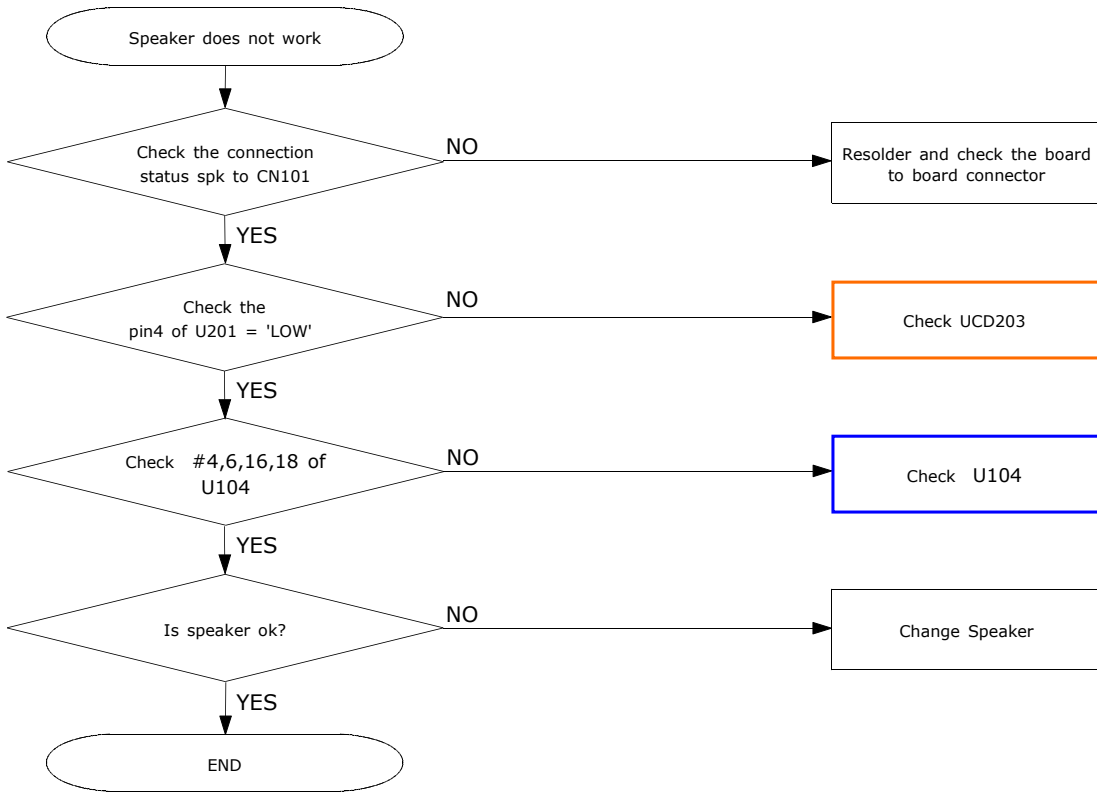 Speaker does not work
Check the connection
status spk to CN101
NO
Resolder and check the board
to board connector
YES
Check the
pin4 of U201 = 'LOW'
NO
Check UCD203
YES
Check #4,6,16,18 of
U104
NO
Check U104
YES
Is speaker ok?
NO
Change Speaker
YES
END